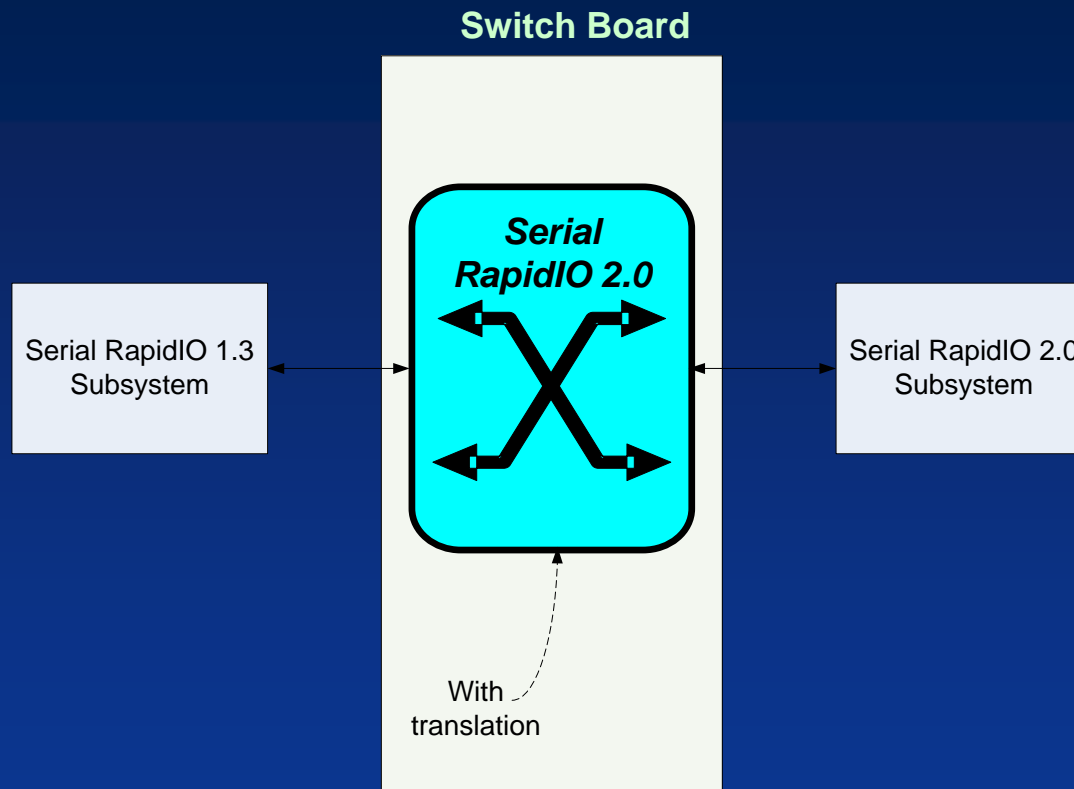 Switch Board
Serial
RapidIO 2.0
Serial RapidIO 1.3
Subsystem
Serial RapidIO 2.0
Subsystem
With
translation